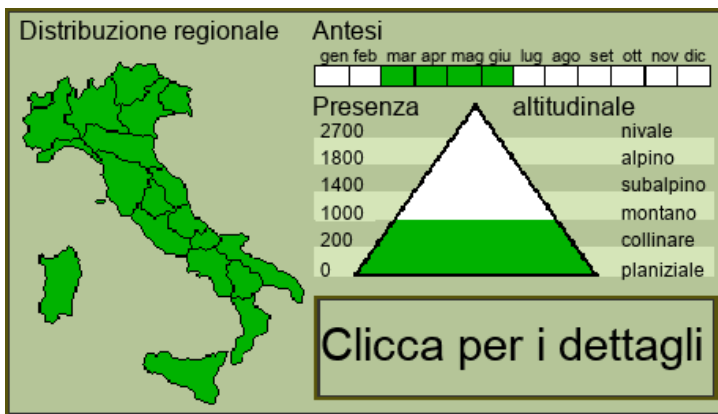 Distribuzione regionale
Antesi
gen feb mar apr mag giu lug ago set ott nov dic
Presenza altitudinale
2700 nivale
1800 alpino
1400 subalpino
1000 montano
200 collinare
0 planiziale
Clicca per i dettagli